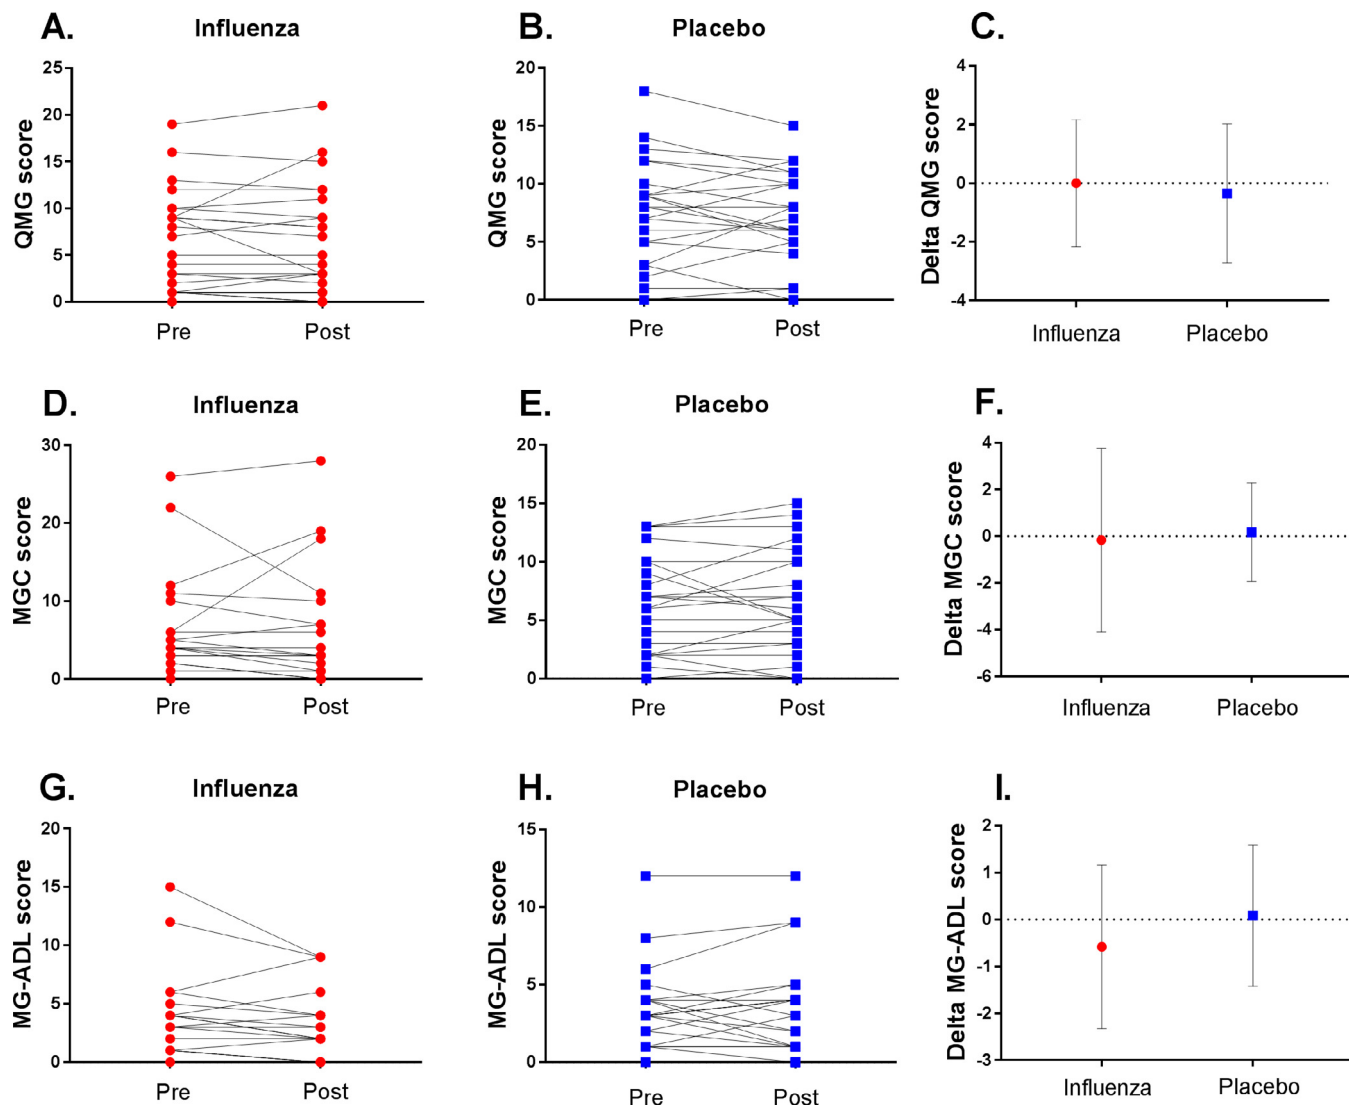 A. Influenza
QMG score
25
20
15
10
5
0
Pre Post
B. Placebo
QMG score
20
15
10
5
0
Pre Post
C.
Delta QMG score
4
2
0
-2
-4
Influenza Placebo
D. Influenza
MGC score
30
20
10
0
Pre Post
E. Placebo
MGC score
20
15
10
5
0
Pre Post
F.
Delta MGC score
4
2
0
-2
-4
-6
Influenza Placebo
G. Influenza
MG-ADL score
20
15
10
5
0
Pre Post
H. Placebo
MG-ADL score
15
10
5
0
Pre Post
I.
Delta MG-ADL score
2
1
0
-1
-2
-3
Influenza Placebo